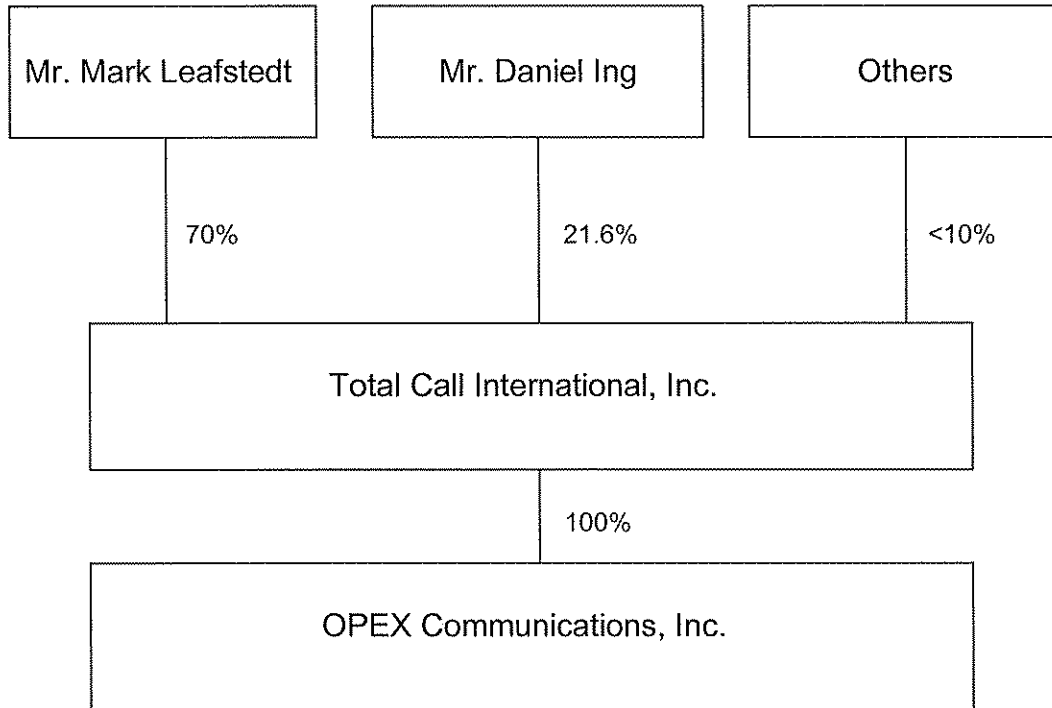 Mr. Mark Leafstedt
Mr. Daniel Ing
Others
70%
21.6%
<10%
Total Call International, Inc.
100%
OPEX Communications, Inc.